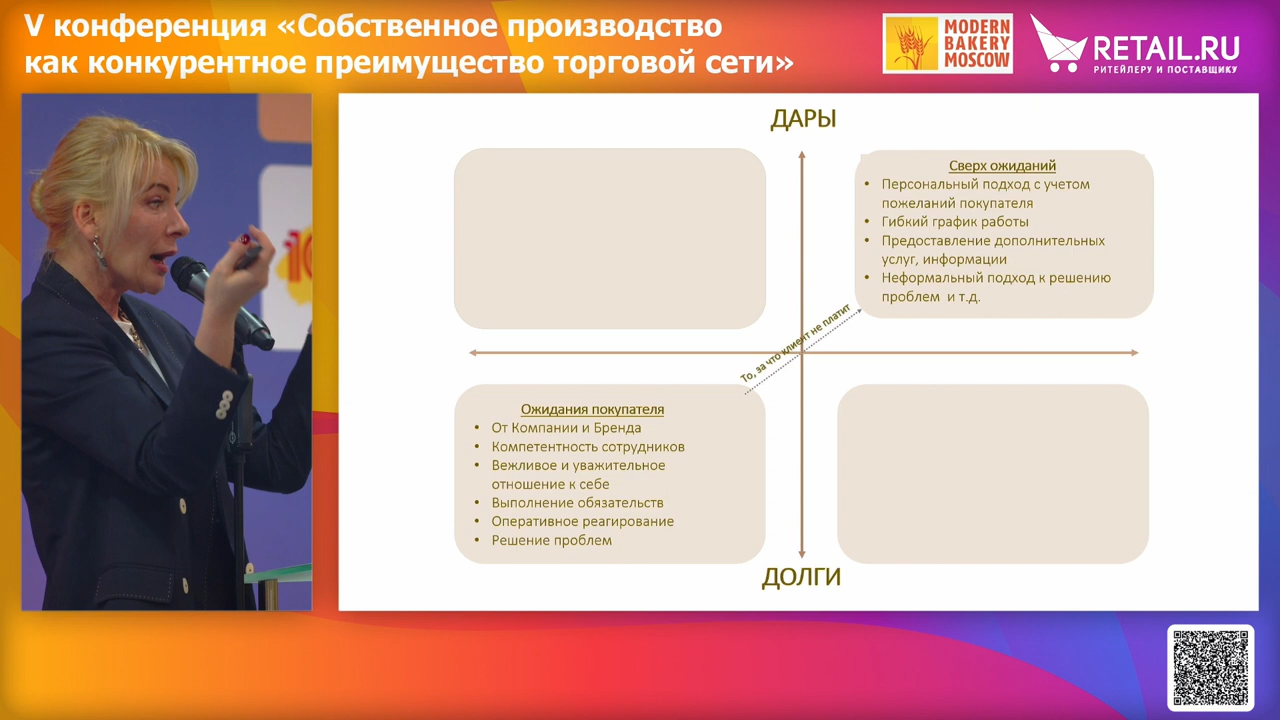 V конференция «Собственное производство
как конкурентное преимущество торговой сети»
MODERN
BAKERY
MOSCOW
RETAIL.RU
РИТЕЙЛЕРУ И ПОСТАВЩИКУ
ДАРЫ
Сверх ожиданий
• Персональный подход с учетом
пожеланий покупателя
• Гибкий график работы
• Предоставление дополнительных
услуг, информации
• Неформальный подход к решению
проблем и т.д.
То, за что клиент не платит
Ожидания покупателя
• От Компании и Бренда
• Компетентность сотрудников
• Вежливое и уважительное
отношение к себе
• Выполнение обязательств
• Оперативное реагирование
• Решение проблем
ДОЛГИ